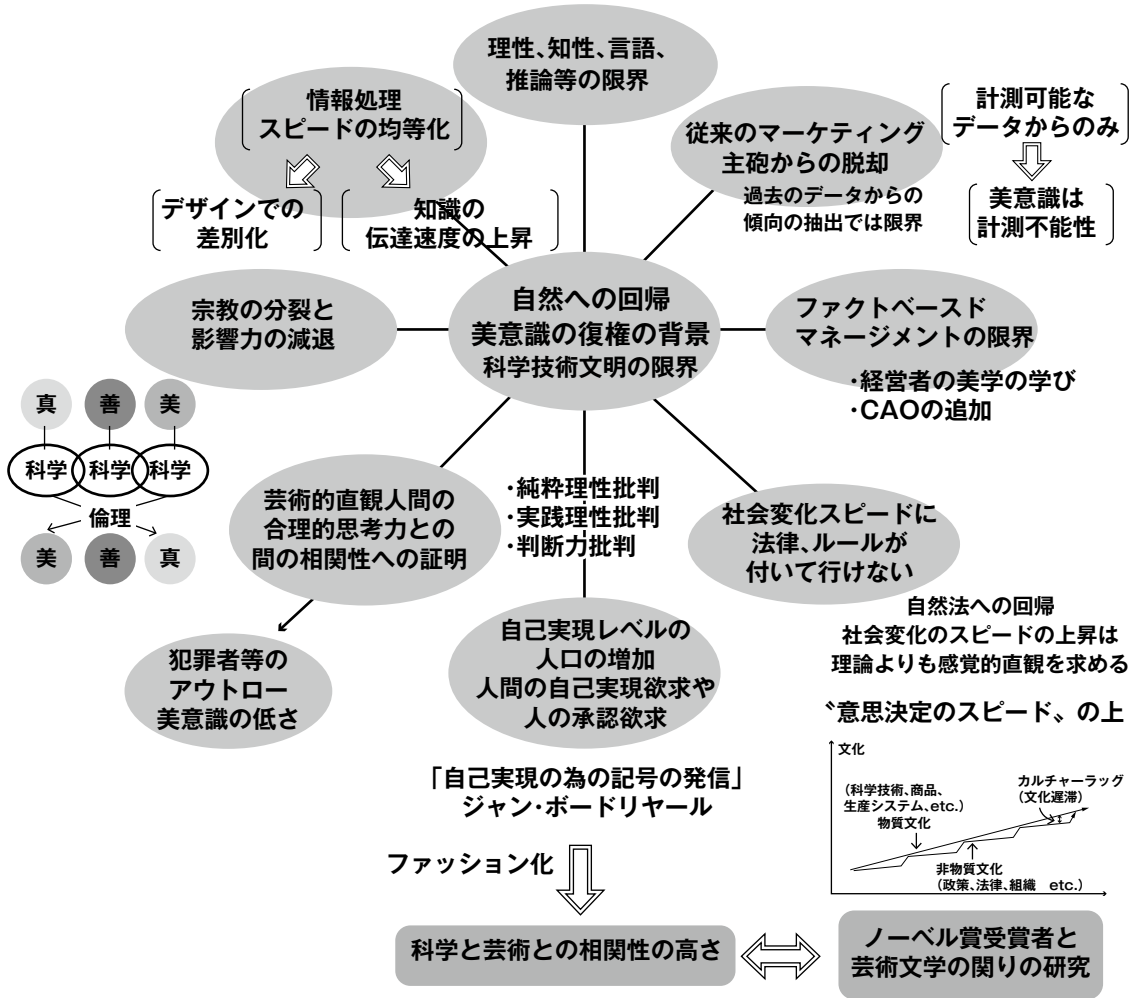 理性、知性、言語、
推論等の限界
情報処理
スピードの均等化
デザインでの
差別化
知識の
伝達速度の上昇
従来のマーケティング
主砲からの脱却
過去のデータからの
傾向の抽出では限界
計測可能な
データからのみ
美意識は
計測不能性
宗教の分裂と
影響力の減退
自然への回帰
美意識の復権の背景
科学技術文明の限界
ファクトベースド
マネージメントの限界
・経営者の美学の学び
・CAOの追加
真 善 美
科学 科学 科学
倫理
美 善 真
芸術的直観人間の
合理的思考力との
間の相関性への証明
・純粋理性批判
・実践理性批判
・判断力批判
社会変化スピードに
法律、ルールが
付いて行けない
自然法への回帰
社会変化のスピードの上昇は
理論よりも感覚的直観を求める
〝意思決定のスピード〟の上
犯罪者等の
アウトロー
美意識の低さ
自己実現レベルの
人口の増加
人間の自己実現欲求や
人の承認欲求
「自己実現の為の記号の発信」
ジャン・ボードリヤール
ファッション化
文化
(科学技術、商品、
生産システム、etc.)
物質文化
カルチャーラッグ
(文化遅滞)
非物質文化
(政策、法律、組織 etc.)
科学と芸術との相関性の高さ
ノーベル賞受賞者と
芸術文学の関りの研究